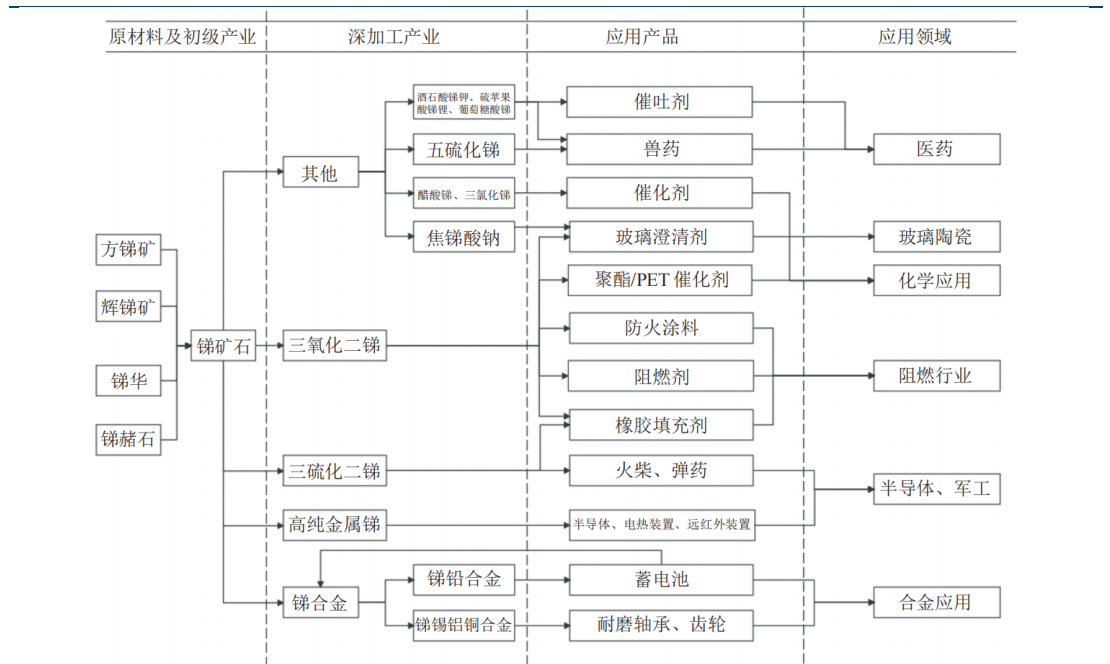 原材料及初级产业
深加工产业
应用产品
应用领域
酒石酸锑钾、硫苹果
酸锑锂、葡萄糖酸锑
催吐剂
五硫化锑
兽药
医药
其他
醋酸锑、三氯化锑
催化剂
焦锑酸钠
玻璃澄清剂
玻璃陶瓷
方锑矿
聚酯/PET 催化剂
化学应用
辉锑矿
防火涂料
锑矿石
三氧化二锑
锑华
阻燃剂
阻燃行业
橡胶填充剂
锑赭石
三硫化二锑
火柴、弹药
半导体、军工
高纯金属锑
半导体、电热装置、远红外装置
锑铅合金
蓄电池
锑合金
合金应用
锑锡铝铜合金
耐磨轴承、齿轮